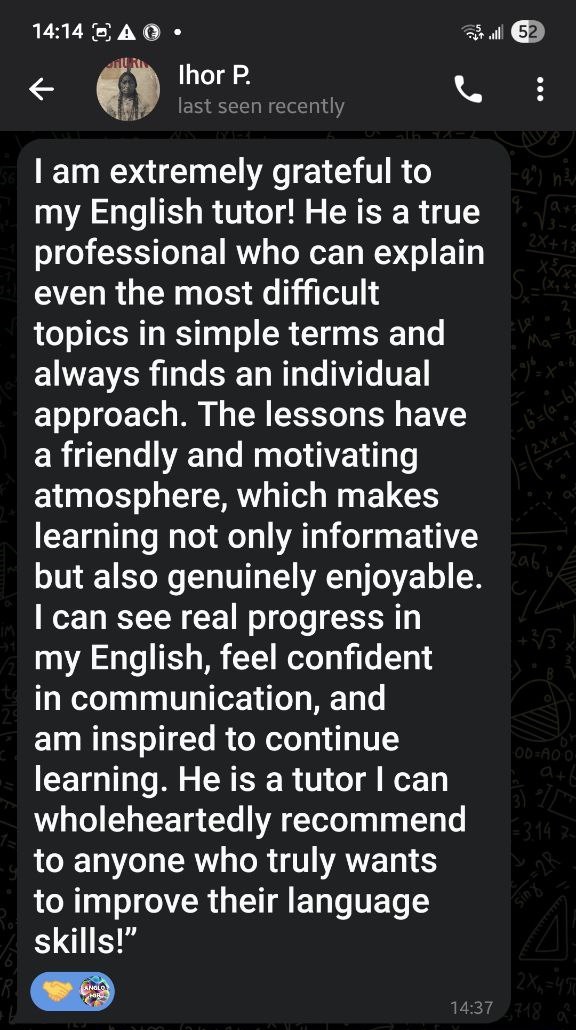 14:14
52
Ihor P.
last seen recently
I am extremely grateful to
my English tutor! He is a true
professional who can explain
even the most difficult
topics in simple terms and
always finds an individual
approach. The lessons have
a friendly and motivating
atmosphere, which makes
learning not only informative
but also genuinely enjoyable.
I can see real progress in
my English, feel confident
in communication, and
am inspired to continue
learning. He is a tutor I can
wholeheartedly recommend
to anyone who truly wants
to improve their language
skills!”
14:37